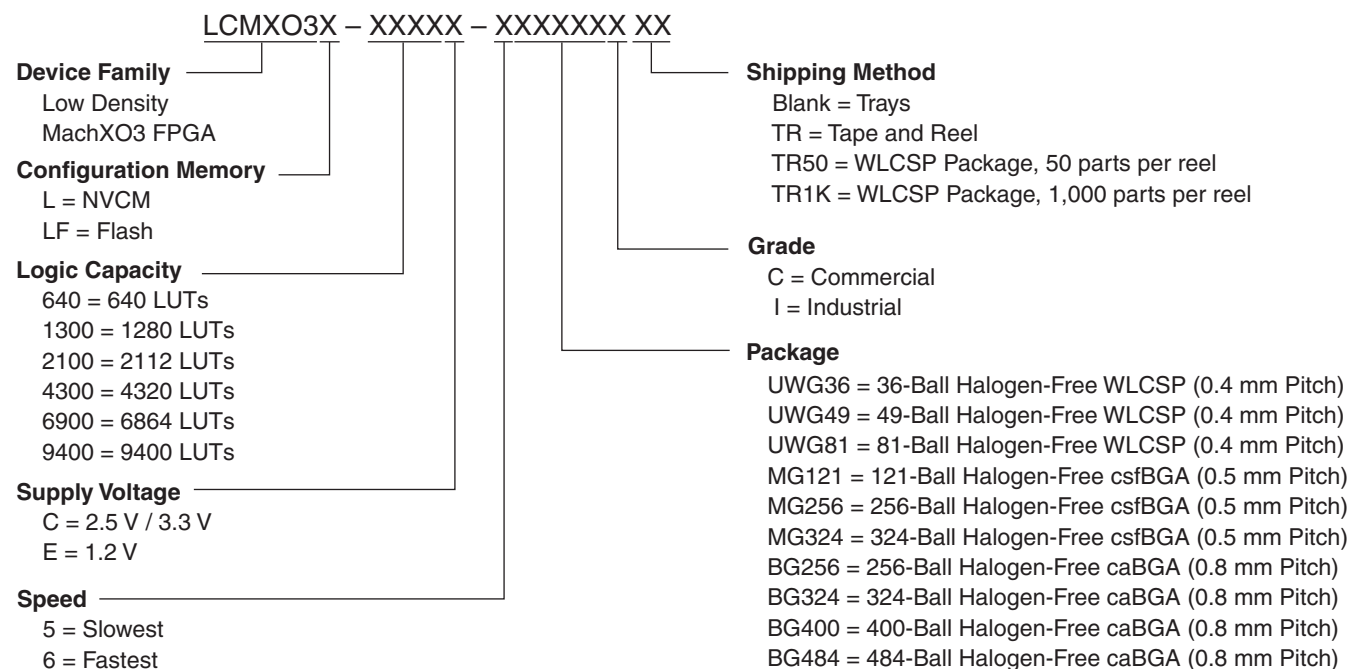 LCMXO3X – XXXXX – XXXXXXX XX
Device Family
Low Density
MachXO3 FPGA
Configuration Memory
L = NVCM
LF = Flash
Logic Capacity
640 = 640 LUTs
1300 = 1280 LUTs
2100 = 2112 LUTs
4300 = 4320 LUTs
6900 = 6864 LUTs
9400 = 9400 LUTs
Supply Voltage
C = 2.5 V / 3.3 V
E = 1.2 V
Speed
5 = Slowest
6 = Fastest
Shipping Method
Blank = Trays
TR = Tape and Reel
TR50 = WLCSP Package, 50 parts per reel
TR1K = WLCSP Package, 1,000 parts per reel
Grade
C = Commercial
I = Industrial
Package
UWG36 = 36-Ball Halogen-Free WLCSP (0.4 mm Pitch)
UWG49 = 49-Ball Halogen-Free WLCSP (0.4 mm Pitch)
UWG81 = 81-Ball Halogen-Free WLCSP (0.4 mm Pitch)
MG121 = 121-Ball Halogen-Free csfBGA (0.5 mm Pitch)
MG256 = 256-Ball Halogen-Free csfBGA (0.5 mm Pitch)
MG324 = 324-Ball Halogen-Free csfBGA (0.5 mm Pitch)
BG256 = 256-Ball Halogen-Free caBGA (0.8 mm Pitch)
BG324 = 324-Ball Halogen-Free caBGA (0.8 mm Pitch)
BG400 = 400-Ball Halogen-Free caBGA (0.8 mm Pitch)
BG484 = 484-Ball Halogen-Free caBGA (0.8 mm Pitch)